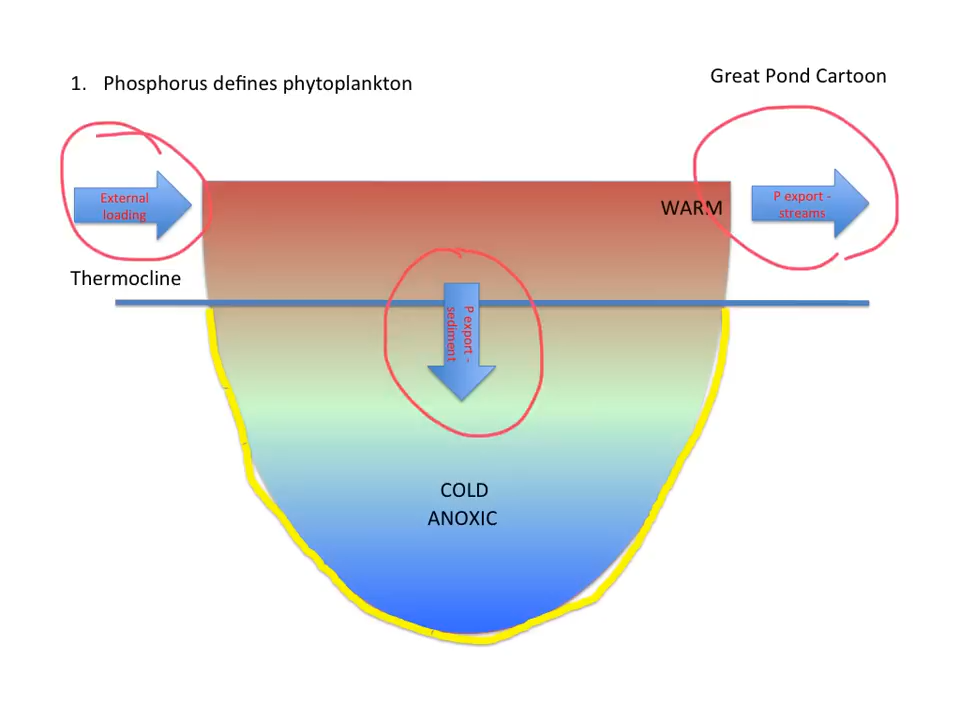 1. Phosphorus defines phytoplankton
Great Pond Cartoon
External
loading
WARM
P export -
streams
Thermocline
P export -
sediment
COLD
ANOXIC